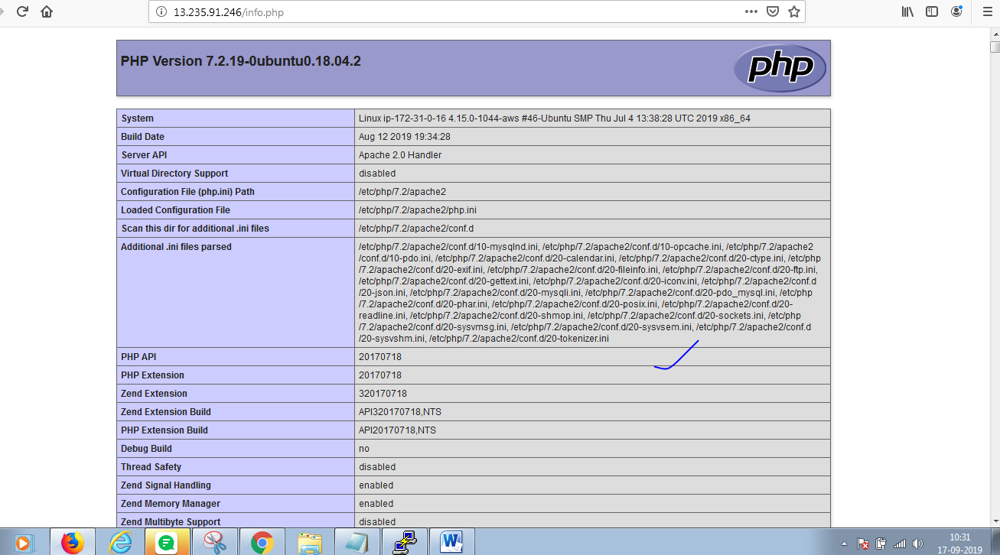 13.235.91.246/info.php
PHP Version 7.2.19-0ubuntu0.18.04.2
php
System Linux ip-172-31-0-16 4.15.0-1044-aws #46-Ubuntu SMP Thu Jul 4 13:38:28 UTC 2019 x86_64
Build Date Aug 12 2019 19:34:28
Server API Apache 2.0 Handler
Virtual Directory Support disabled
Configuration File (php.ini) Path /etc/php/7.2/apache2
Loaded Configuration File /etc/php/7.2/apache2/php.ini
Scan this dir for additional .ini files /etc/php/7.2/apache2/conf.d
Additional .ini files parsed /etc/php/7.2/apache2/conf.d/10-mysqlnd.ini, /etc/php/7.2/apache2/conf.d/10-opcache.ini, /etc/php/7.2/apache2
/conf.d/10-pdo.ini, /etc/php/7.2/apache2/conf.d/20-calendar.ini, /etc/php/7.2/apache2/conf.d/20-ctype.ini, /etc/php
/7.2/apache2/conf.d/20-exif.ini, /etc/php/7.2/apache2/conf.d/20-fileinfo.ini, /etc/php/7.2/apache2/conf.d/20-ftp.ini,
/etc/php/7.2/apache2/conf.d/20-gettext.ini, /etc/php/7.2/apache2/conf.d/20-iconv.ini, /etc/php/7.2/apache2/conf.d
/20-json.ini, /etc/php/7.2/apache2/conf.d/20-mysqli.ini, /etc/php/7.2/apache2/conf.d/20-pdo_mysql.ini, /etc/php
/7.2/apache2/conf.d/20-phar.ini, /etc/php/7.2/apache2/conf.d/20-posix.ini, /etc/php/7.2/apache2/conf.d/20-
readline.ini, /etc/php/7.2/apache2/conf.d/20-shmop.ini, /etc/php/7.2/apache2/conf.d/20-sockets.ini, /etc/php
/7.2/apache2/conf.d/20-sysvmsg.ini, /etc/php/7.2/apache2/conf.d/20-sysvsem.ini, /etc/php/7.2/apache2/conf.d
/20-sysvshm.ini, /etc/php/7.2/apache2/conf.d/20-tokenizer.ini
PHP API 20170718
PHP Extension 20170718
Zend Extension 320170718
Zend Extension Build API320170718,NTS
PHP Extension Build API20170718,NTS
Debug Build no
Thread Safety disabled
Zend Signal Handling enabled
Zend Memory Manager enabled
Zend Multibyte Support disabled
10:31
17-09-2019